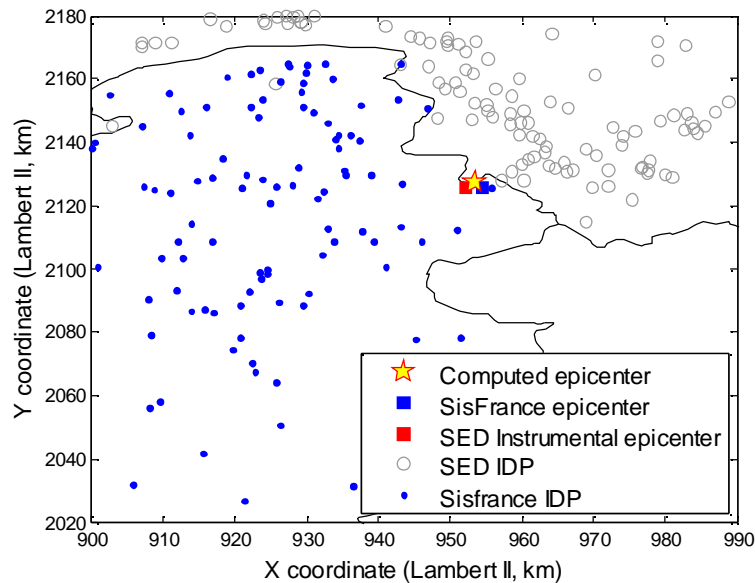 2180
2160
2140
2120
2100
2080
2060
2040
2020
Y coordinate (Lambert II, km)
Computed epicenter
SisFrance epicenter
SED Instrumental epicenter
SED IDP
Sisfrance IDP
900 910 920 930 940 950 960 970 980 990
X coordinate (Lambert II, km)